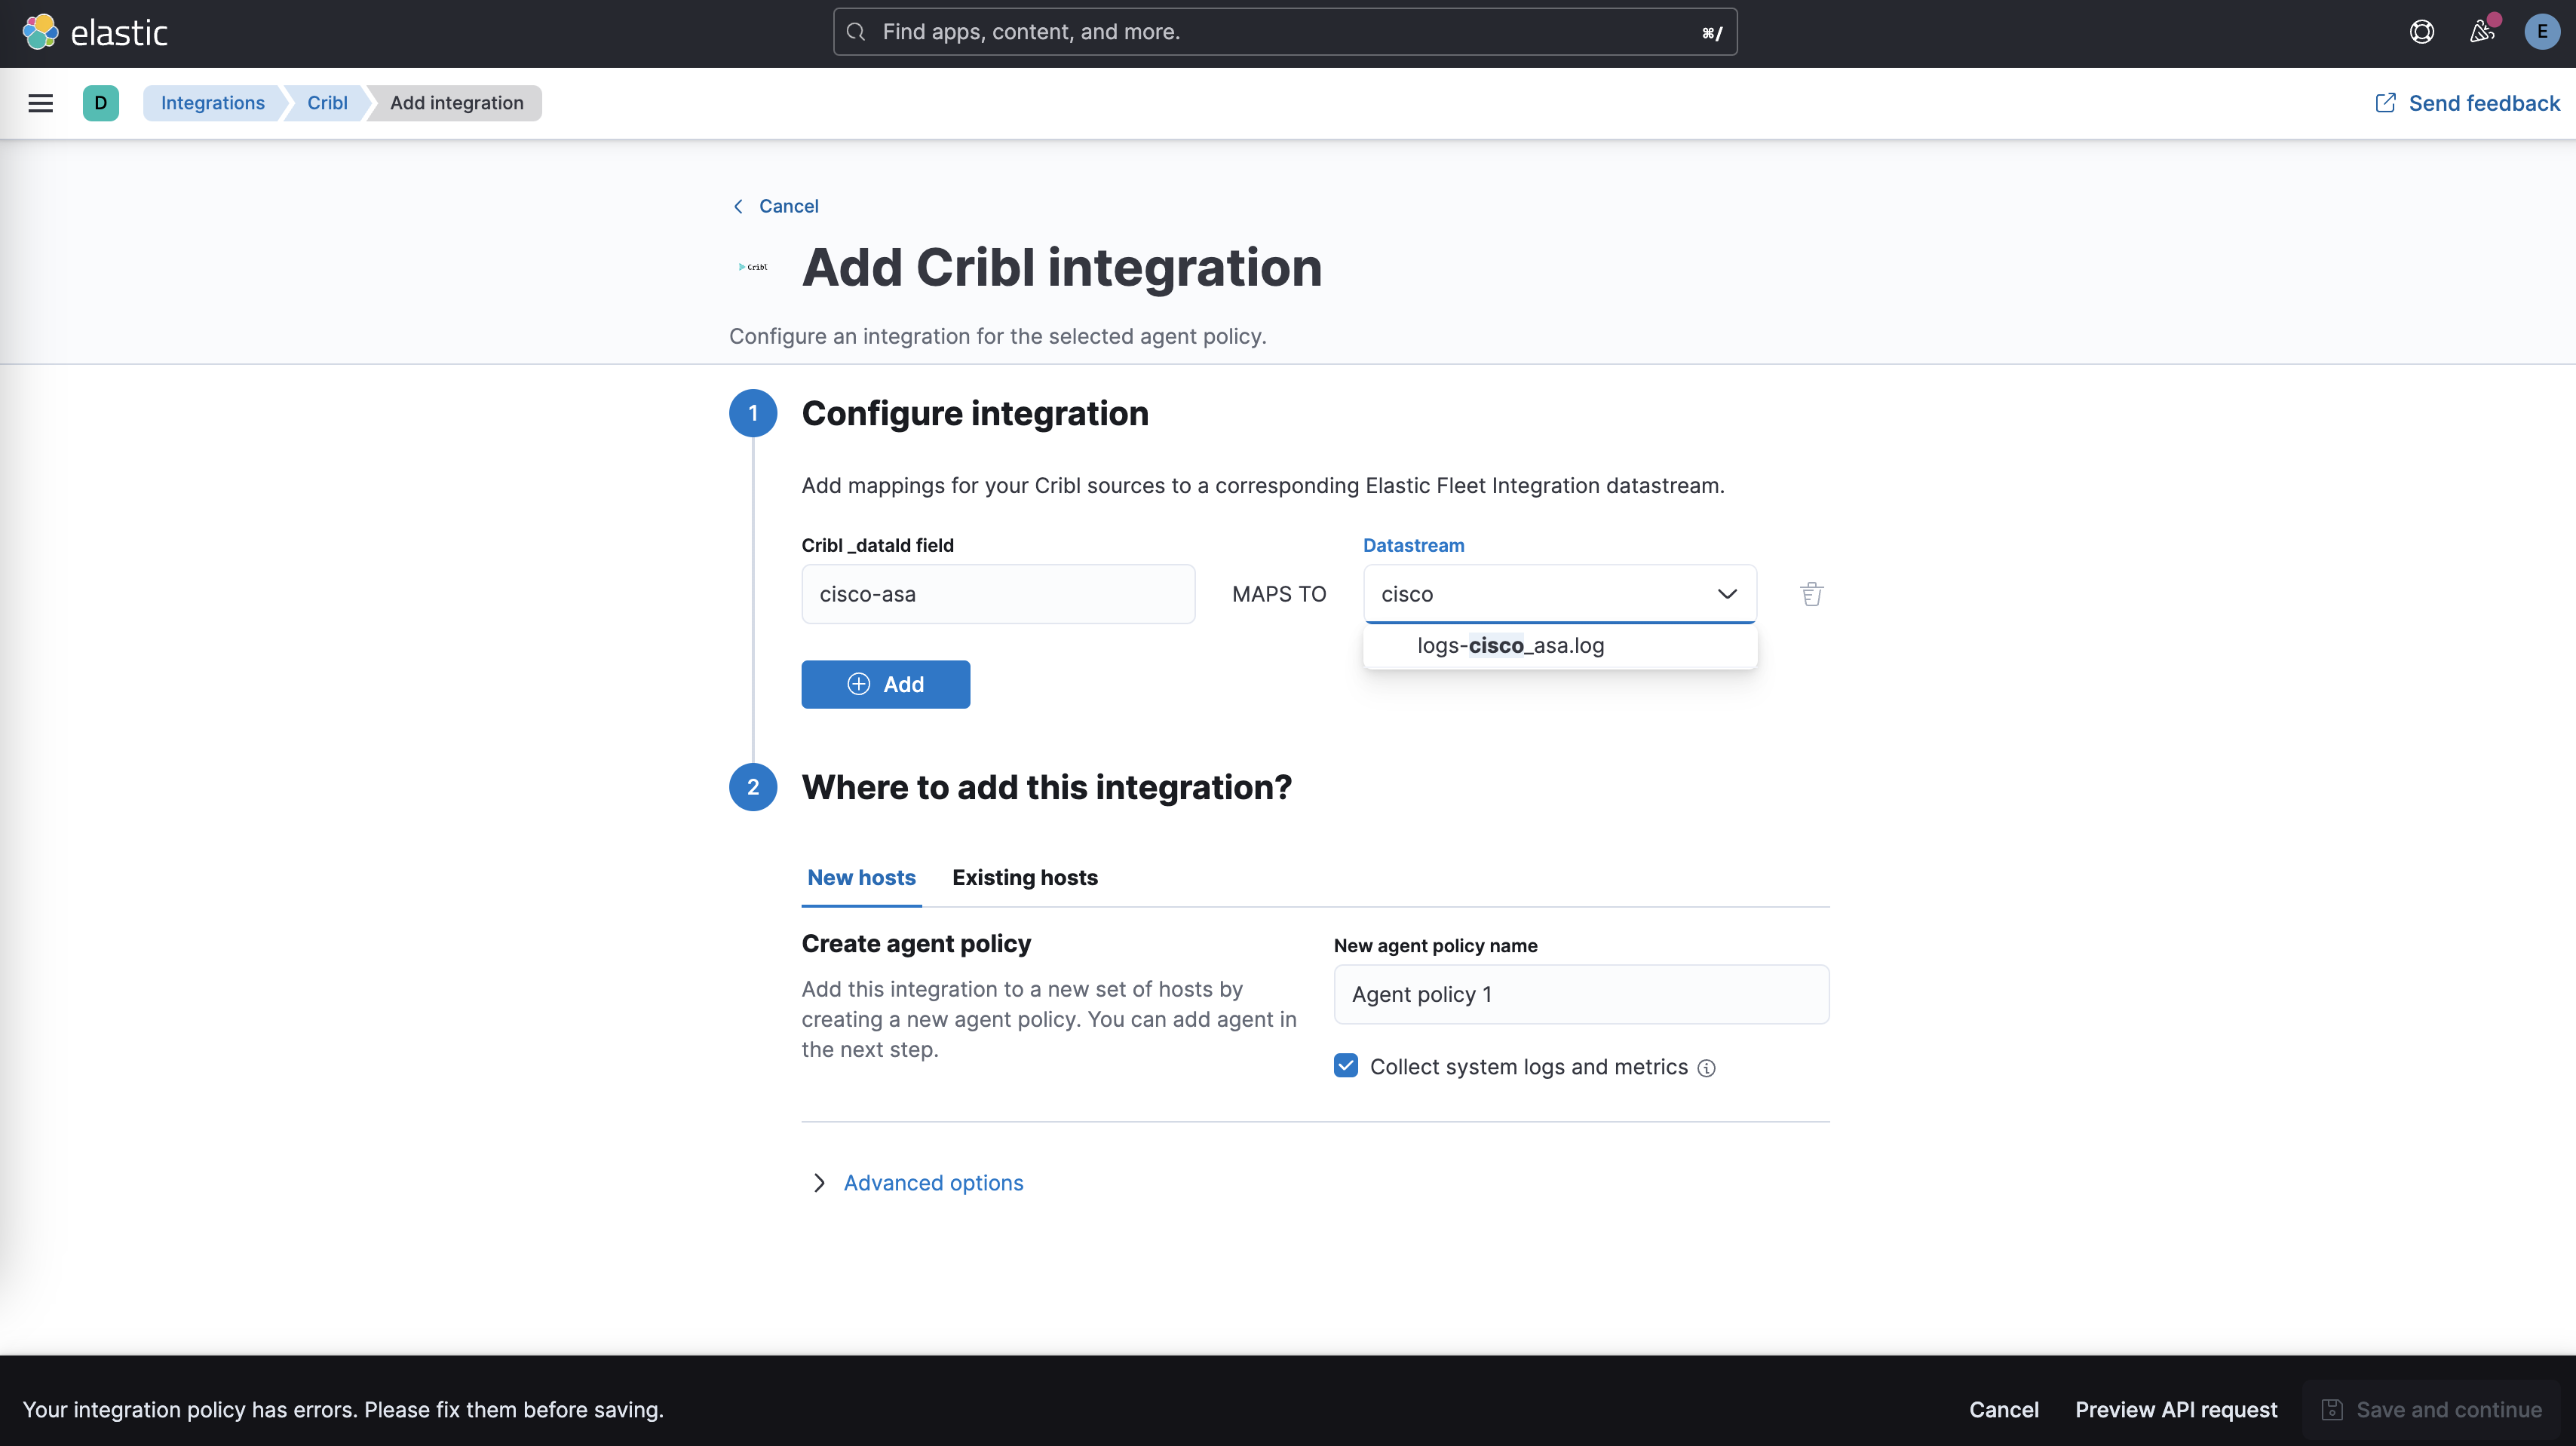 elastic
Find apps, content, and more.
⌘/
E
D
Integrations
Cribl
Add integration
Send feedback
Cancel
Cribl
Add Cribl integration
Configure an integration for the selected agent policy.
1
Configure integration
Add mappings for your Cribl sources to a corresponding Elastic Fleet Integration datastream.
Cribl _dataId field
Datastream
cisco-asa
MAPS TO
cisco
logs-cisco_asa.log
Add
2
Where to add this integration?
New hosts
Existing hosts
Create agent policy
Add this integration to a new set of hosts by
creating a new agent policy. You can add agent in
the next step.
New agent policy name
Agent policy 1
Collect system logs and metrics
Advanced options
Your integration policy has errors. Please fix them before saving.
Cancel
Preview API request
Save and continue